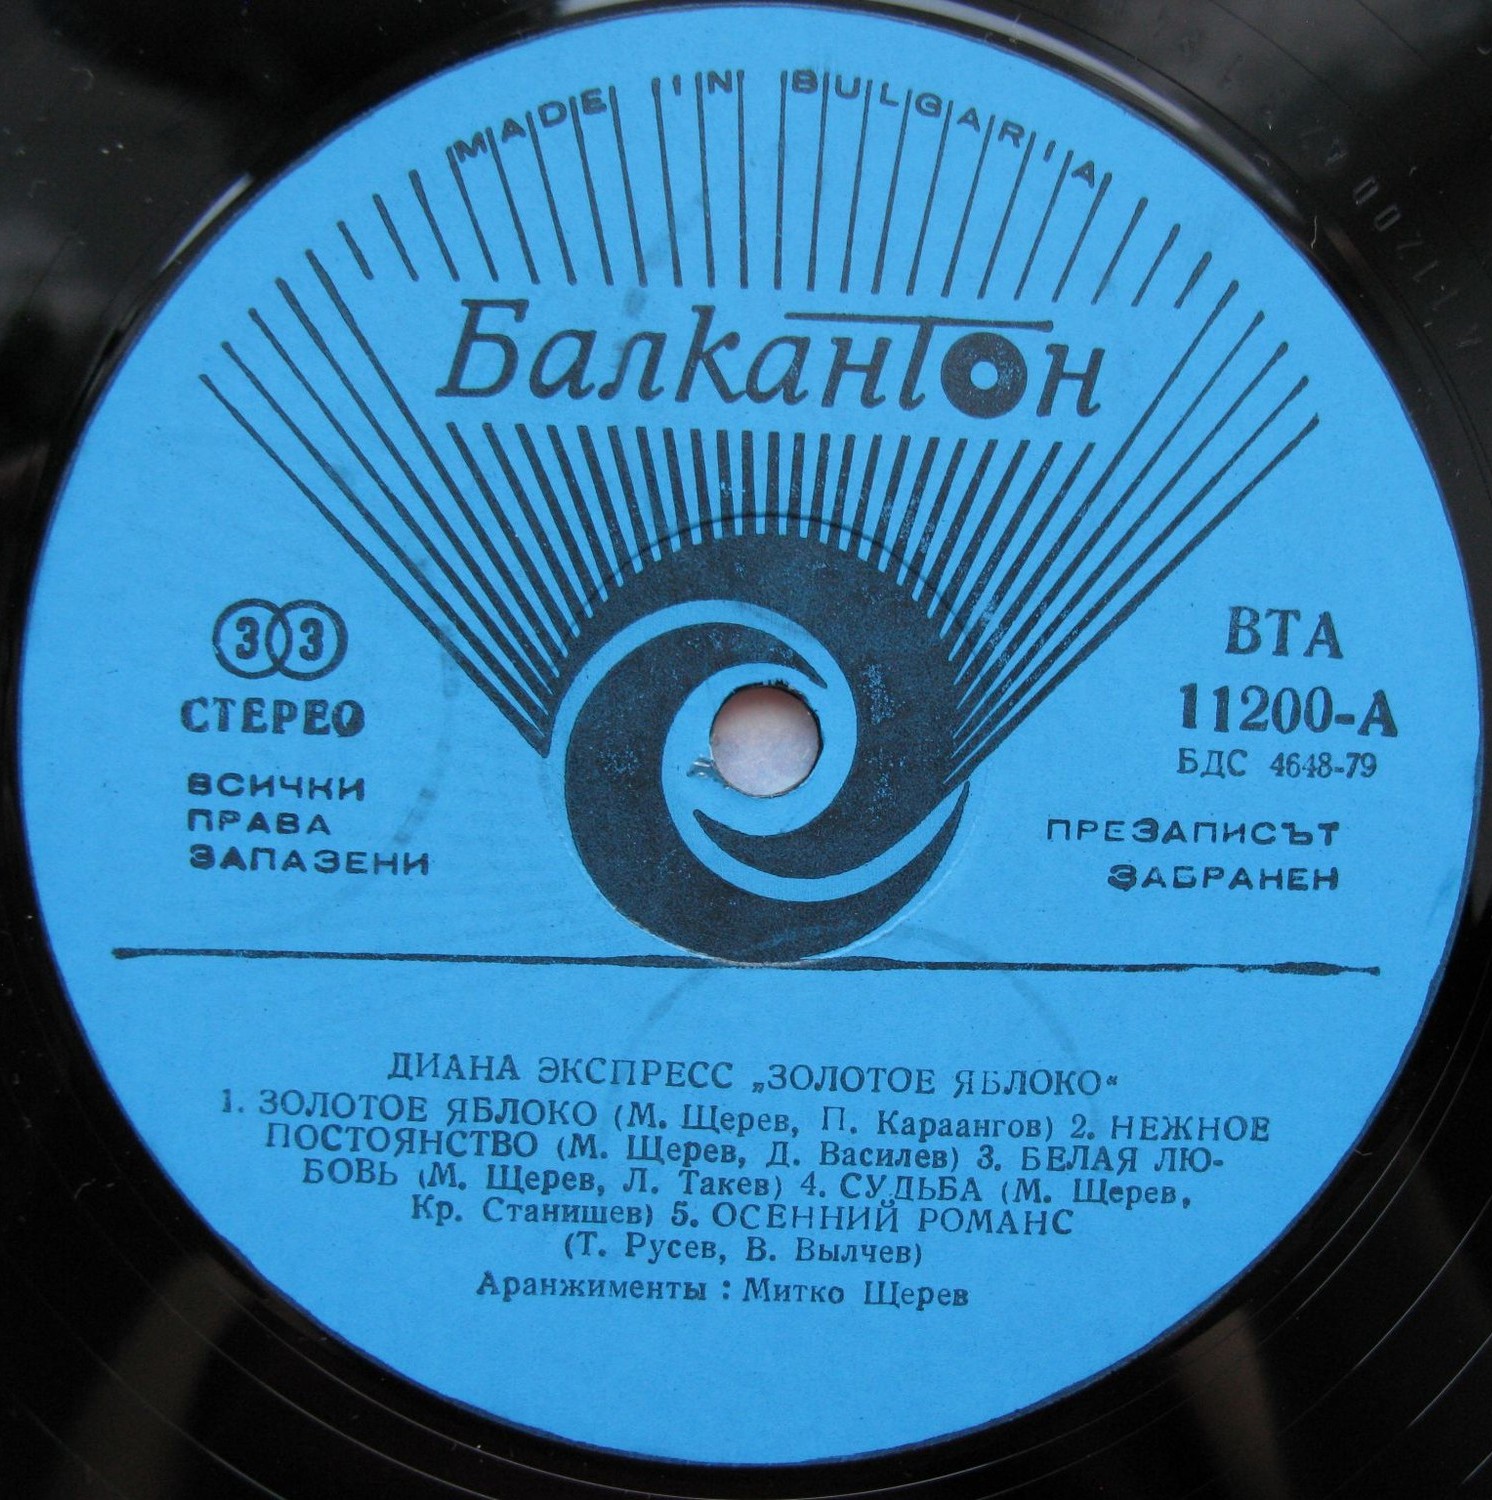 MADE IN BULGARIA
Балкантон
33
СТЕРЕО
ВСИЧКИ
ПРАВА
ЗАПАЗЕНИ
ВТА
11200-А
БДС 4648-79
ПРЕЗАПИСЪТ
ЗАБРАНЕН
ДИАНА ЭКСПРЕСС „ЗОЛОТОЕ ЯБЛОКО“
1. ЗОЛОТОЕ ЯБЛОКО (М. Щерев, П. Караангов) 2. НЕЖНОЕ
ПОСТОЯНСТВО (М. Щерев, Д. Василев) 3. БЕЛАЯ ЛЮ-
БОВЬ (М. Щерев, Л. Такев) 4. СУДЬБА (М. Щерев,
Кр. Станишев) 5. ОСЕННИЙ РОМАНС
(Т. Русев, В. Вылчев)
Аранжименты : Митко Щерев